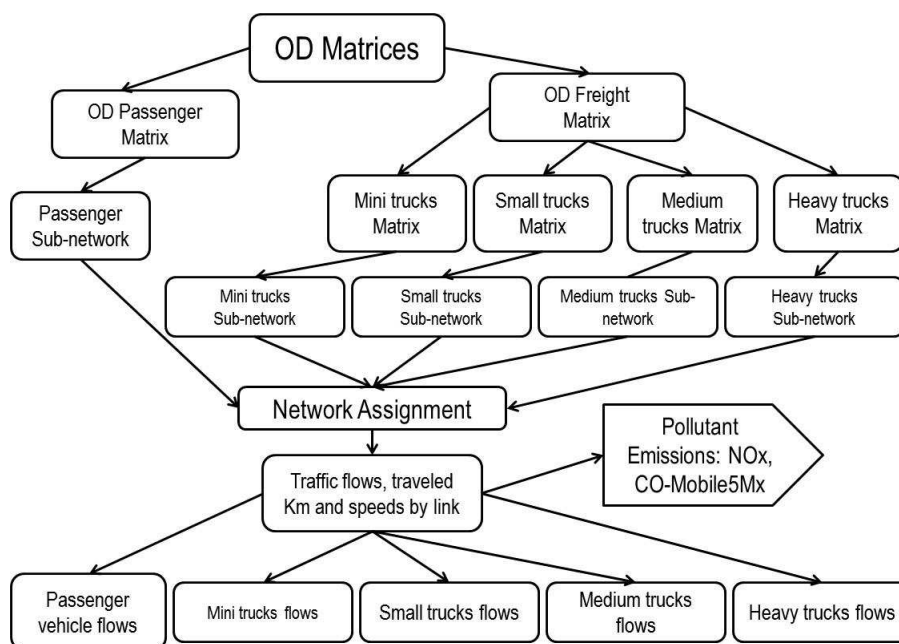 OD Matrices
OD Passenger
Matrix
OD Freight
Matrix
Passenger
Sub-network
Mini trucks
Matrix
Small trucks
Matrix
Medium
trucks Matrix
Heavy trucks
Matrix
Mini trucks
Sub-network
Small trucks
Sub-network
Medium trucks Sub-
network
Heavy trucks
Sub-network
Network Assignment
Pollutant
Emissions: NOx,
CO-Mobile5Mx
Traffic flows, traveled
Km and speeds by link
Passenger
vehicle flows
Mini trucks flows
Small trucks flows
Medium trucks
flows
Heavy trucks flows